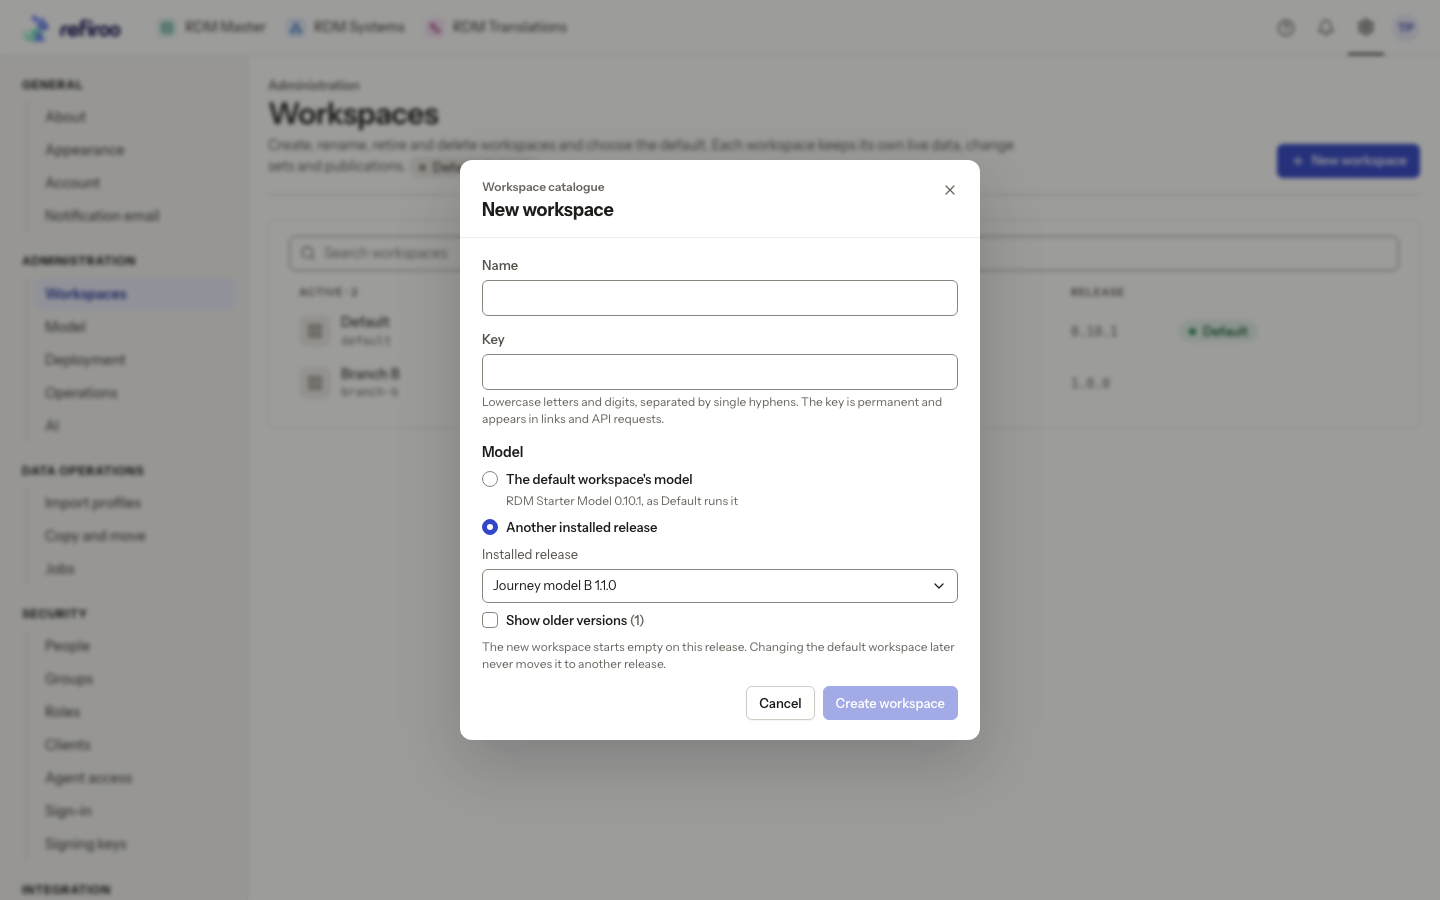 refiroo
RDM Master
RDM Systems
RDM Translations
TP
GENERAL
About
Appearance
Account
Notification email
ADMINISTRATION
Workspaces
Model
Deployment
Operations
AI
DATA OPERATIONS
Import profiles
Copy and move
Jobs
SECURITY
People
Groups
Roles
Clients
Agent access
Sign-in
Signing keys
INTEGRATION
Administration
Workspaces
Create, rename, retire and delete workspaces and choose the default. Each workspace keeps its own live data, change
sets and publications.
New workspace
Search workspaces
ACTIVE · 2
RELEASE
Default
default
0.10.1
Default
Branch B
branch-b
Workspace catalogue
New workspace
Name
Key
Lowercase letters and digits, separated by single hyphens. The key is permanent and
appears in links and API requests.
Model
The default workspace's model
RDM Starter Model 0.10.1, as Default runs it
Another installed release
Installed release
Journey model B 1.1.0
Show older versions (1)
The new workspace starts empty on this release. Changing the default workspace later
never moves it to another release.
Cancel
Create workspace